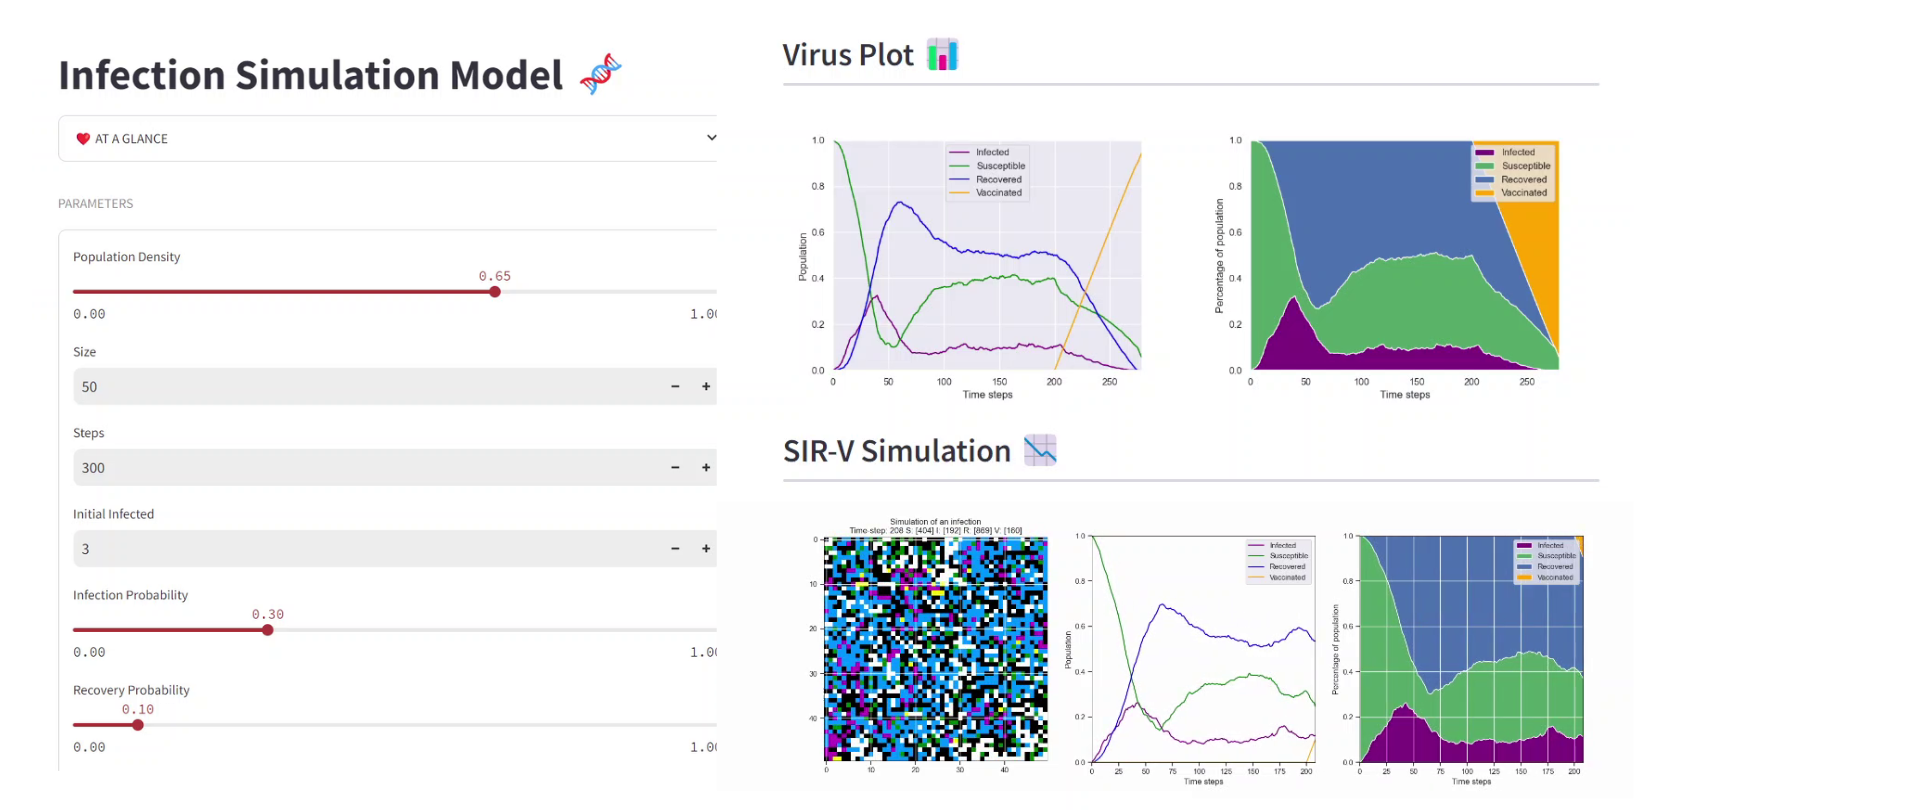 Infection Simulation Model
AT A GLANCE
PARAMETERS
Population Density
0.65
0.00
1.00
Size
50
− +
Steps
300
− +
Initial Infected
3
− +
Infection Probability
0.30
0.00
1.00
Recovery Probability
0.10
0.00
1.00
Virus Plot
1.0
0.8
0.6
0.4
0.2
0.0
Population
Infected
Susceptible
Recovered
Vaccinated
0 50 100 150 200 250
Time steps
1.0
0.8
0.6
0.4
0.2
0.0
Percentage of population
Infected
Susceptible
Recovered
Vaccinated
0 50 100 150 200 250
Time steps
SIR-V Simulation
Simulation of an infection
Time-step: 208 S: [404] I: [192] R: [869] V: [160]
0
10
20
30
40
0 10 20 30 40
1.0
0.8
0.6
0.4
0.2
0.0
Population
Infected
Susceptible
Recovered
Vaccinated
0 25 50 75 100 125 150 175 200
Time steps
1.0
0.8
0.6
0.4
0.2
0.0
Percentage of population
Infected
Susceptible
Recovered
Vaccinated
0 25 50 75 100 125 150 175 200
Time steps